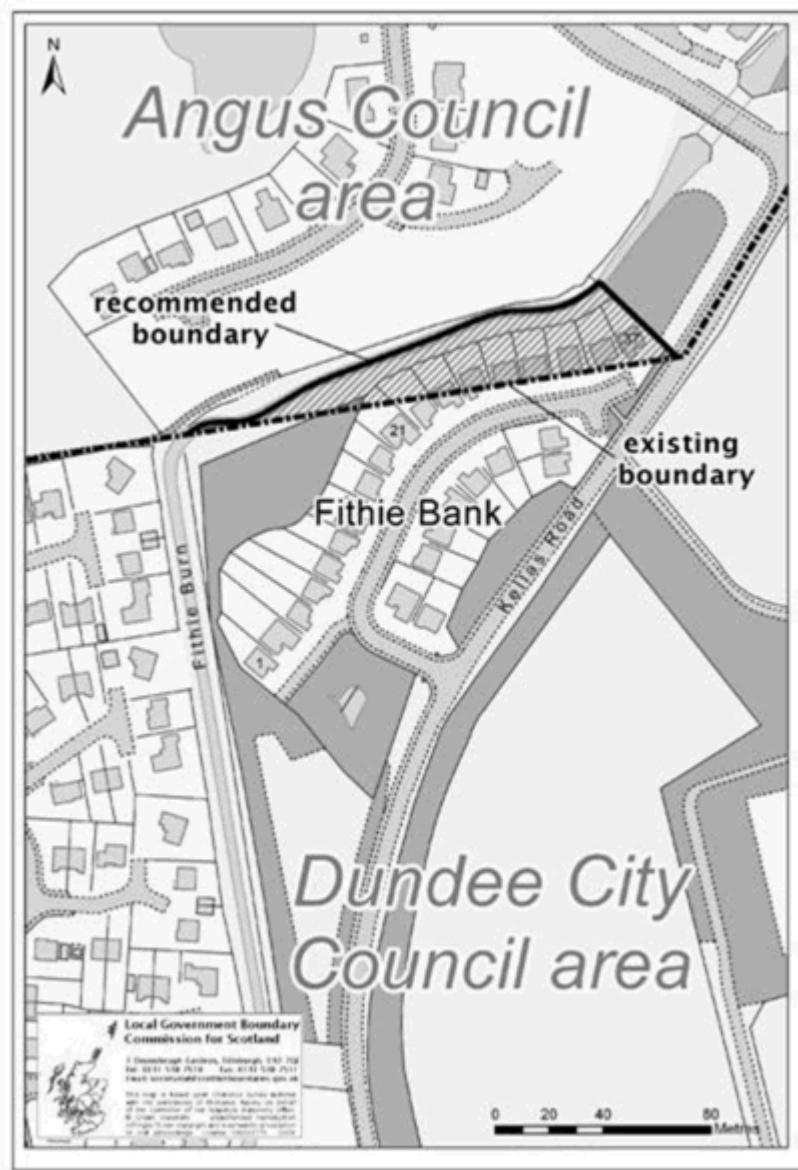 N
Angus Council
area
recommended
boundary
37
21
existing
boundary
Fithie Bank
Fithie Burn
Kellas Road
1
Dundee City
Council area
Local Government Boundary
Commission for Scotland
0 20 40 80
Metres